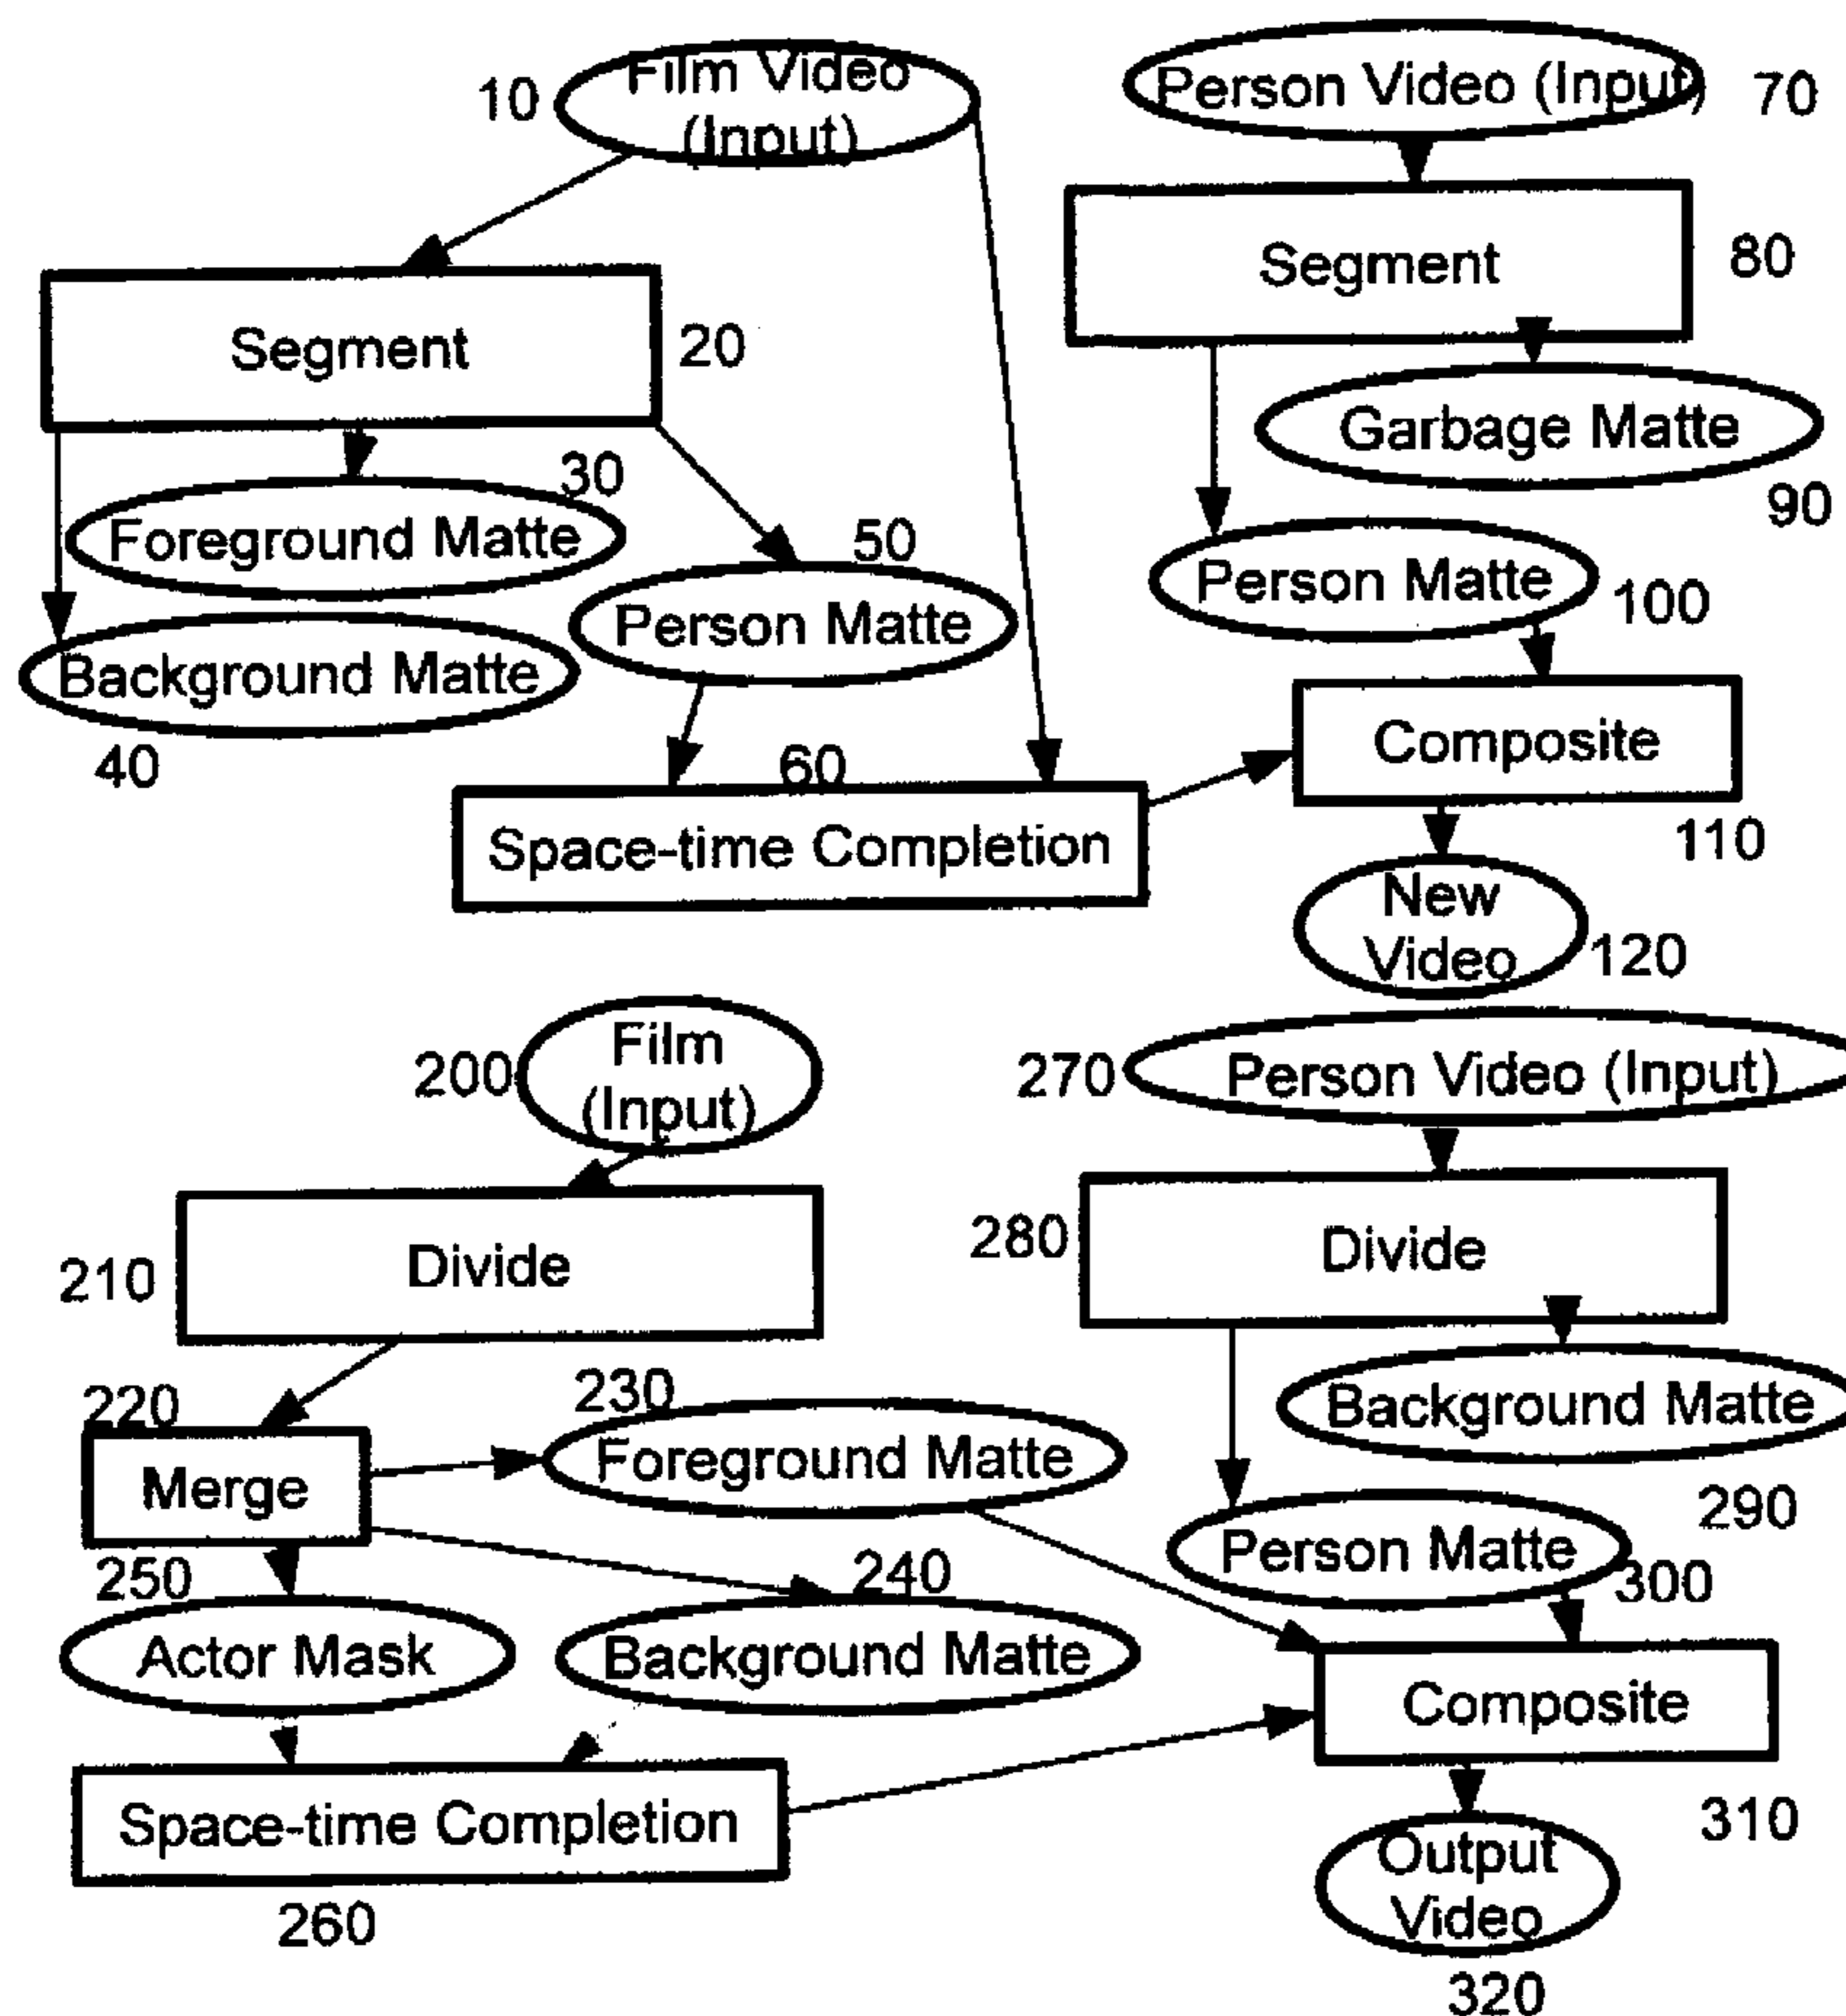 Film Video
(Input)
10
Person Video (Input)
70
Segment
80
Segment
20
Garbage Matte
90
30
Foreground Matte
50
Person Matte
100
Person Matte
Background Matte
40
Composite
110
60
Space-time Completion
New
Video
120
Film
(Input)
200
270
Person Video (Input)
Divide
210
280
Divide
220
230
Background Matte
290
Merge
Foreground Matte
Person Matte
300
250
240
Actor Mask
Background Matte
Composite
310
Space-time Completion
260
Output
Video
320